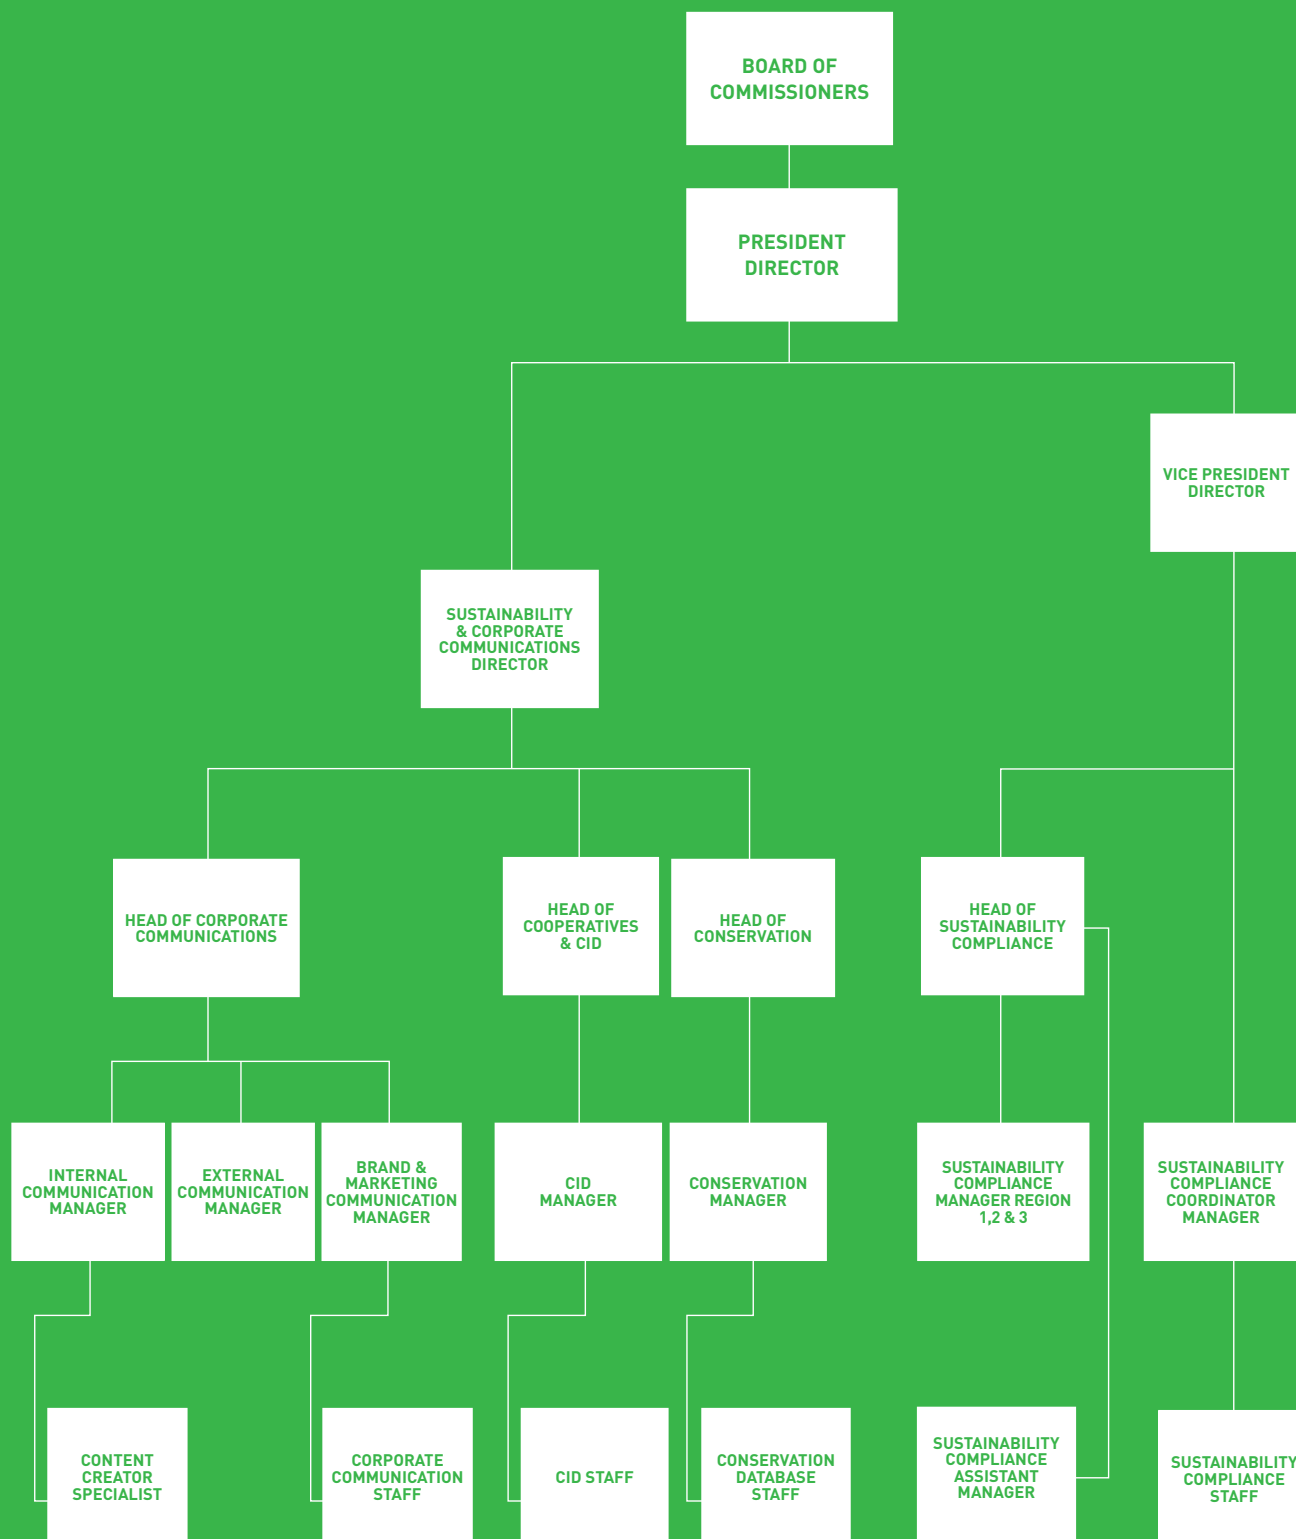 BOARD OF
COMMISSIONERS
PRESIDENT
DIRECTOR
VICE PRESIDENT
DIRECTOR
SUSTAINABILITY
& CORPORATE
COMMUNICATIONS
DIRECTOR
HEAD OF CORPORATE
COMMUNICATIONS
HEAD OF
COOPERATIVES
& CID
HEAD OF
CONSERVATION
HEAD OF
SUSTAINABILITY
COMPLIANCE
INTERNAL
COMMUNICATION
MANAGER
EXTERNAL
COMMUNICATION
MANAGER
BRAND &
MARKETING
COMMUNICATION
MANAGER
CID
MANAGER
CONSERVATION
MANAGER
SUSTAINABILITY
COMPLIANCE
MANAGER REGION
1,2 & 3
SUSTAINABILITY
COMPLIANCE
COORDINATOR
MANAGER
CONTENT
CREATOR
SPECIALIST
CORPORATE
COMMUNICATION
STAFF
CID STAFF
CONSERVATION
DATABASE
STAFF
SUSTAINABILITY
COMPLIANCE
ASSISTANT
MANAGER
SUSTAINABILITY
COMPLIANCE
STAFF